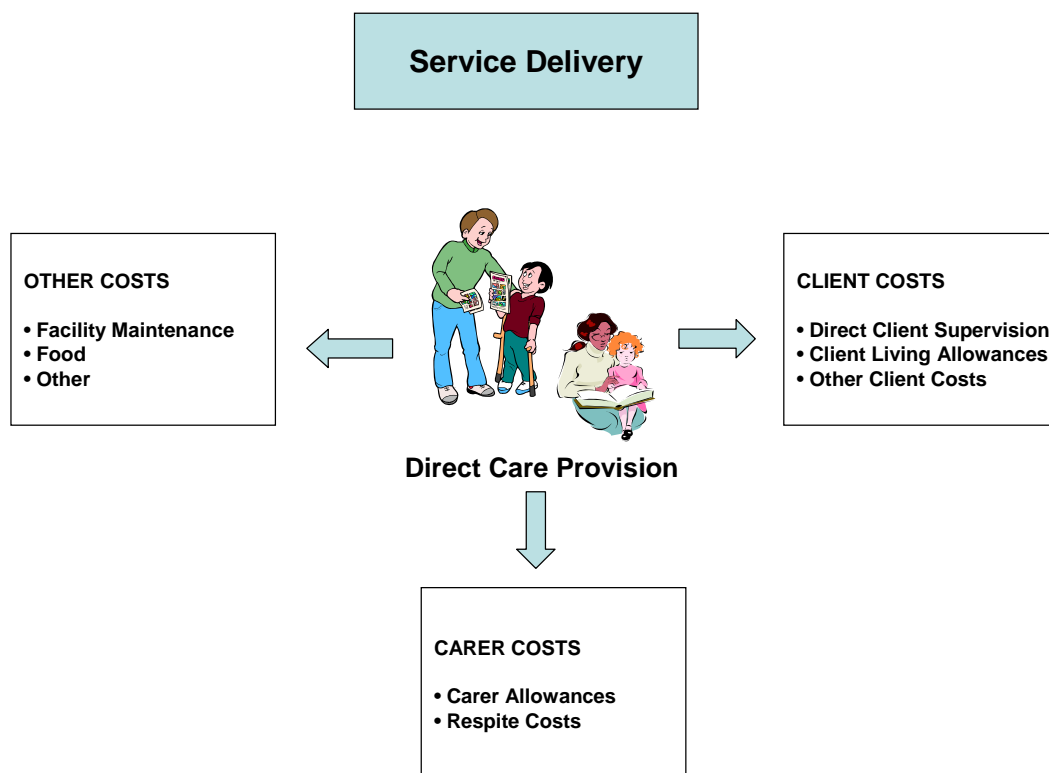 Service Delivery
OTHER COSTS
• Facility Maintenance
• Food
• Other
CLIENT COSTS
• Direct Client Supervision
• Client Living Allowances
• Other Client Costs
Direct Care Provision
CARER COSTS
• Carer Allowances
• Respite Costs